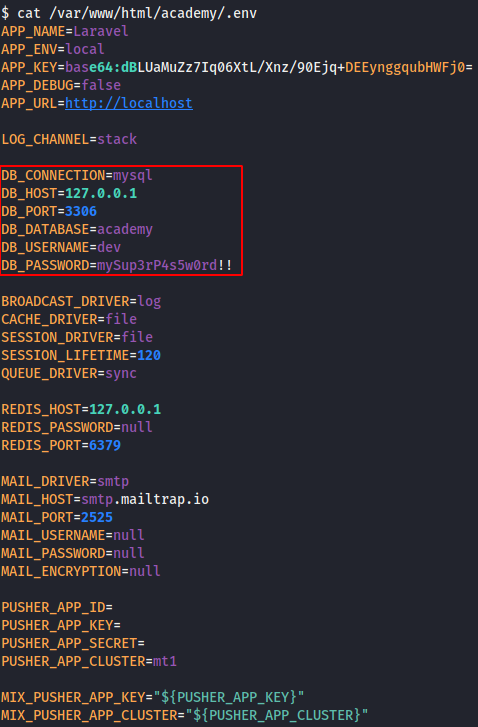 $ cat /var/www/html/academy/.env
APP_NAME=Laravel
APP_ENV=local
APP_KEY=base64:dBLUaMuZz7Iq06XtL/Xnz/90Ejq+DEEynggqubHWFj0=
APP_DEBUG=false
APP_URL=http://localhost
LOG_CHANNEL=stack
DB_CONNECTION=mysql
DB_HOST=127.0.0.1
DB_PORT=3306
DB_DATABASE=academy
DB_USERNAME=dev
DB_PASSWORD=mySup3rP4s5w0rd!!
BROADCAST_DRIVER=log
CACHE_DRIVER=file
SESSION_DRIVER=file
SESSION_LIFETIME=120
QUEUE_DRIVER=sync
REDIS_HOST=127.0.0.1
REDIS_PASSWORD=null
REDIS_PORT=6379
MAIL_DRIVER=smtp
MAIL_HOST=smtp.mailtrap.io
MAIL_PORT=2525
MAIL_USERNAME=null
MAIL_PASSWORD=null
MAIL_ENCRYPTION=null
PUSHER_APP_ID=
PUSHER_APP_KEY=
PUSHER_APP_SECRET=
PUSHER_APP_CLUSTER=mt1
MIX_PUSHER_APP_KEY="${PUSHER_APP_KEY}"
MIX_PUSHER_APP_CLUSTER="${PUSHER_APP_CLUSTER}"